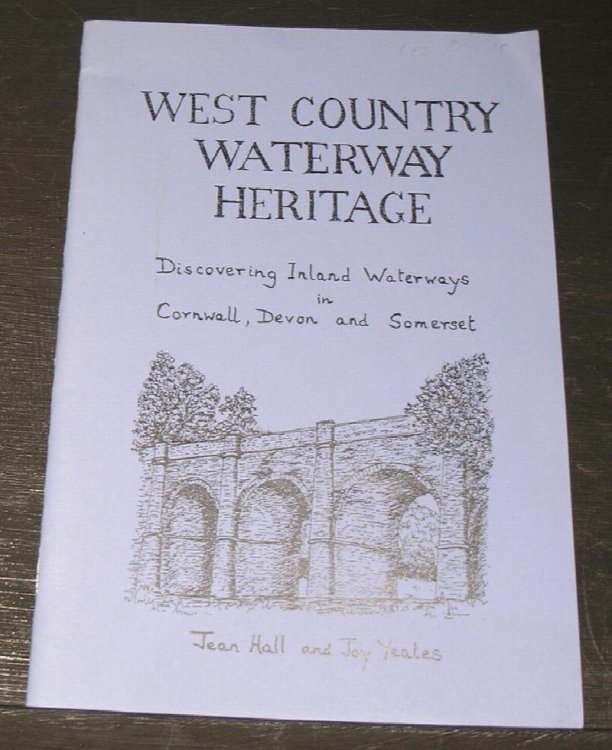 WEST COUNTRY
WATERWAY
HERITAGE
Discovering Inland Waterways
in
Cornwall, Devon and Somerset
Jean Hall and Joy Yeates